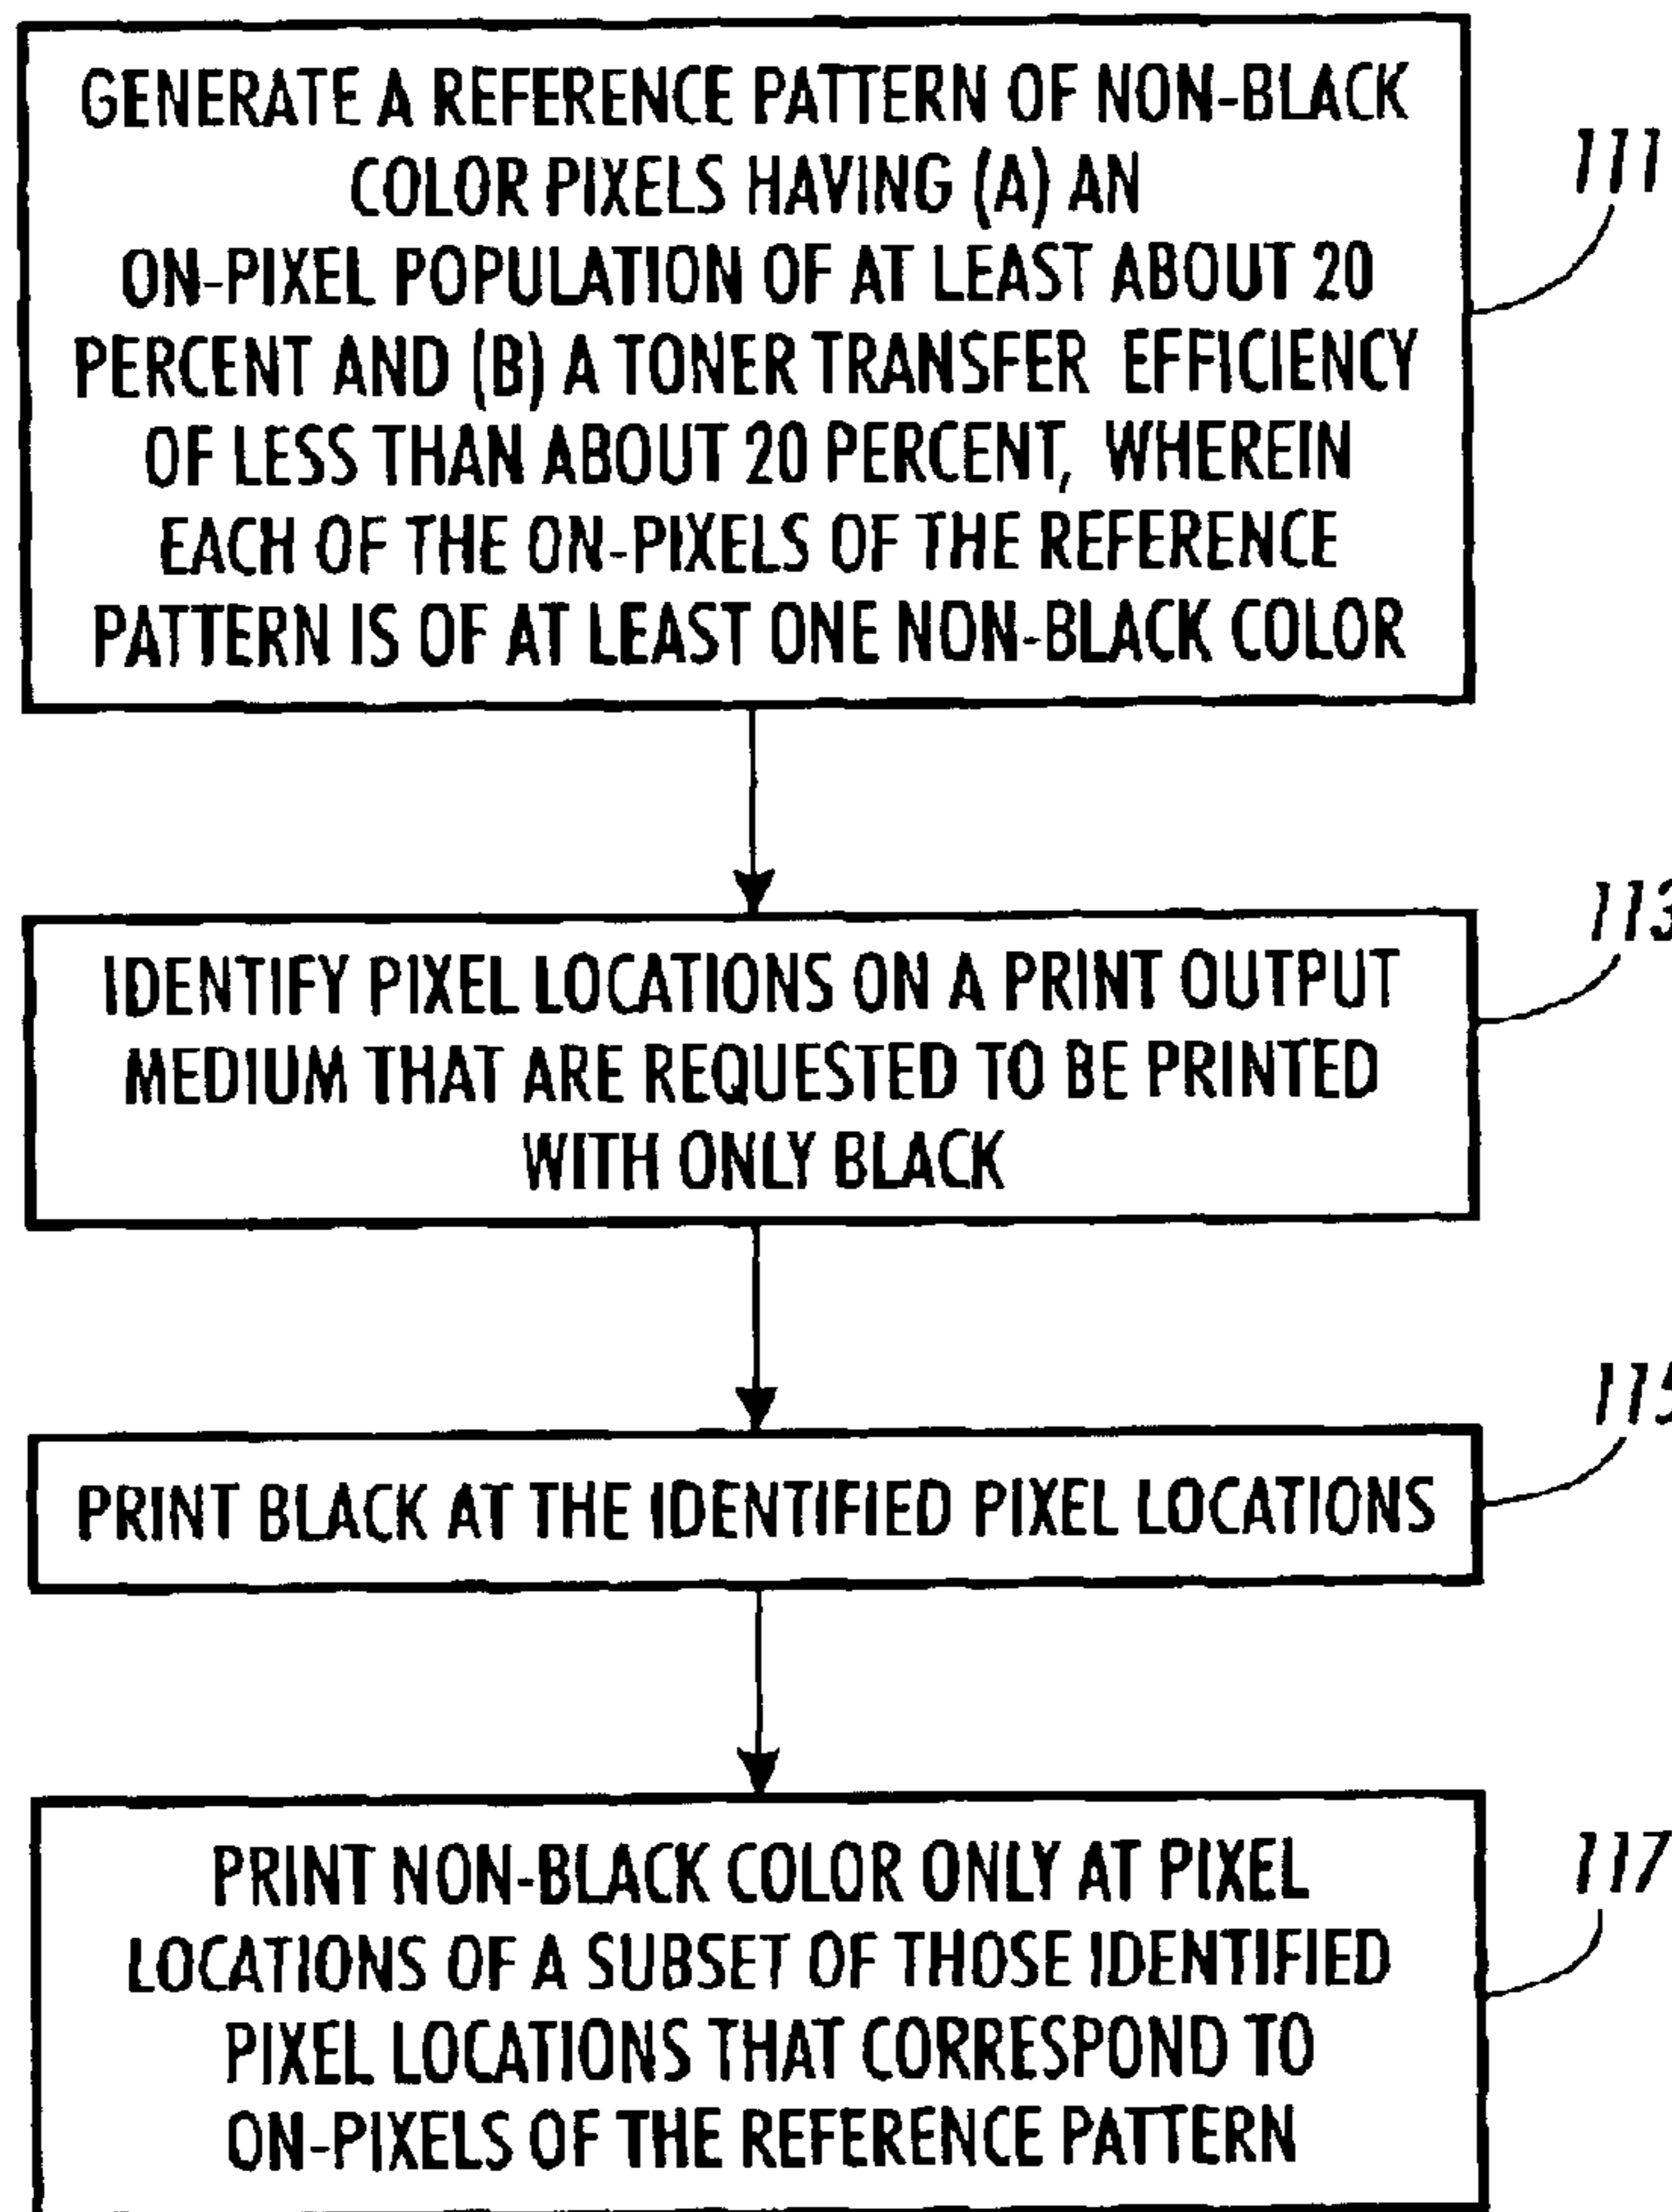 GENERATE A REFERENCE PATTERN OF NON-BLACK
COLOR PIXELS HAVING (A) AN
ON-PIXEL POPULATION OF AT LEAST ABOUT 20
PERCENT AND (B) A TONER TRANSFER EFFICIENCY
OF LESS THAN ABOUT 20 PERCENT, WHEREIN
EACH OF THE ON-PIXELS OF THE REFERENCE
PATTERN IS OF AT LEAST ONE NON-BLACK COLOR
111
IDENTIFY PIXEL LOCATIONS ON A PRINT OUTPUT
MEDIUM THAT ARE REQUESTED TO BE PRINTED
WITH ONLY BLACK
113
PRINT BLACK AT THE IDENTIFIED PIXEL LOCATIONS
115
PRINT NON-BLACK COLOR ONLY AT PIXEL
LOCATIONS OF A SUBSET OF THOSE IDENTIFIED
PIXEL LOCATIONS THAT CORRESPOND TO
ON-PIXELS OF THE REFERENCE PATTERN
117